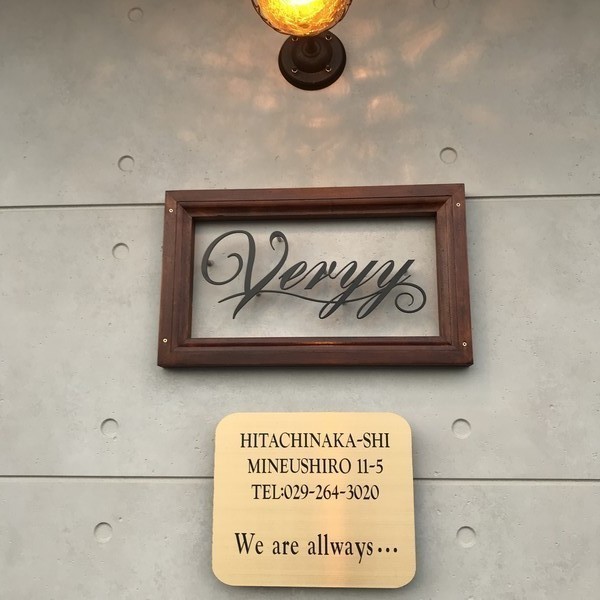 Veryy
HITACHINAKA-SHI
MINEUSHIRO 11-5
TEL:029-264-3020
We are allways•••